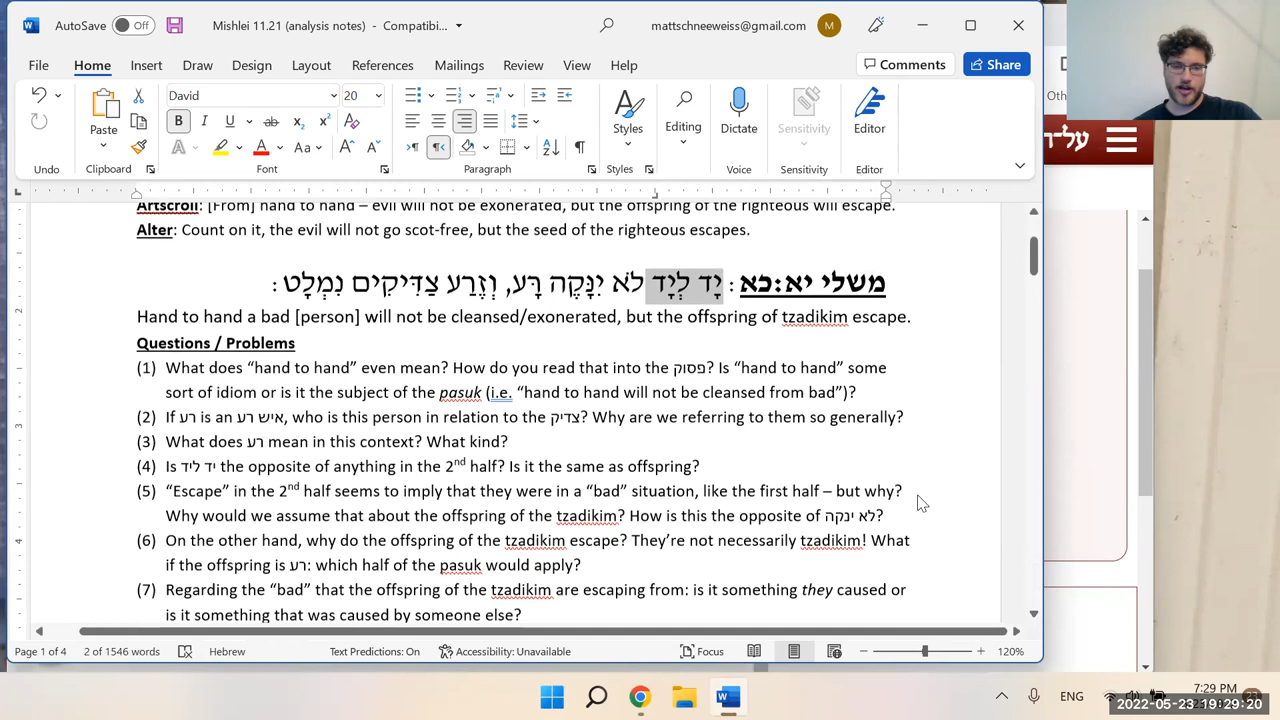 AutoSave Off Mishlei 11.21 (analysis notes) - Compatibi... mattschneeweiss@gmail.com M
File Home Insert Draw Design Layout References Mailings Review View Help Comments Share
David 20
Paste Styles Editing Dictate Sensitivity Editor
Undo Clipboard Font Paragraph Styles Voice Sensitivity Editor
Artscroll: [From] hand to hand – evil will not be exonerated, but the offspring of the righteous will escape.
Alter: Count on it, the evil will not go scot-free, but the seed of the righteous escapes.
משלי יא:כא: יָד לְיָד לֹא יִנָּקֶה רָּע, וְזֶרַע צַדִּיקִים נִמְלָט:
Hand to hand a bad [person] will not be cleansed/exonerated, but the offspring of tzadikim escape.
Questions / Problems
(1) What does “hand to hand” even mean? How do you read that into the פסוק? Is “hand to hand” some
sort of idiom or is it the subject of the pasuk (i.e. “hand to hand will not be cleansed from bad”)?
(2) If רע is an איש רע, who is this person in relation to the צדיק? Why are we referring to them so generally?
(3) What does רע mean in this context? What kind?
(4) Is יד ליד the opposite of anything in the 2nd half? Is it the same as offspring?
(5) “Escape” in the 2nd half seems to imply that they were in a “bad” situation, like the first half – but why?
Why would we assume that about the offspring of the tzadikim? How is this the opposite of לא ינקה?
(6) On the other hand, why do the offspring of the tzadikim escape? They’re not necessarily tzadikim! What
if the offspring is רע: which half of the pasuk would apply?
(7) Regarding the “bad” that the offspring of the tzadikim are escaping from: is it something they caused or
is it something that was caused by someone else?
Page 1 of 4 2 of 1546 words Hebrew Text Predictions: On Accessibility: Unavailable Focus 120%
ENG 7:29 PM
2022-05-23 19:29:20
על־הת
Oth